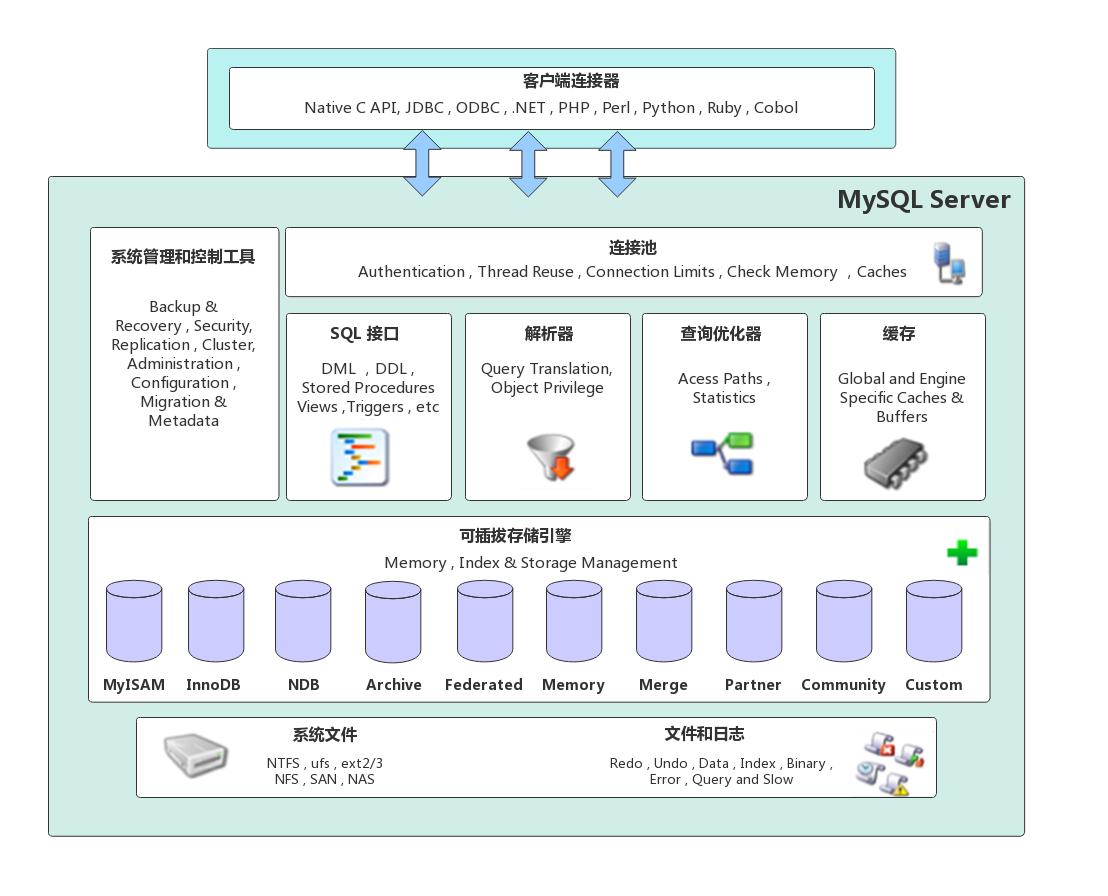 客户端连接器
Native C API, JDBC , ODBC , .NET , PHP , Perl , Python , Ruby , Cobol
MySQL Server
系统管理和控制工具
Backup &
Recovery , Security,
Replication , Cluster,
Administration ,
Configuration ,
Migration &
Metadata
连接池
Authentication , Thread Reuse , Connection Limits , Check Memory , Caches
SQL 接口
DML , DDL ,
Stored Procedures
Views ,Triggers , etc
解析器
Query Translation,
Object Privilege
查询优化器
Acess Paths ,
Statistics
缓存
Global and Engine
Specific Caches &
Buffers
可插拔存储引擎
Memory , Index & Storage Management
MyISAM
InnoDB
NDB
Archive
Federated
Memory
Merge
Partner
Community
Custom
系统文件
NTFS , ufs , ext2/3
NFS , SAN , NAS
文件和日志
Redo , Undo , Data , Index , Binary ,
Error , Query and Slow